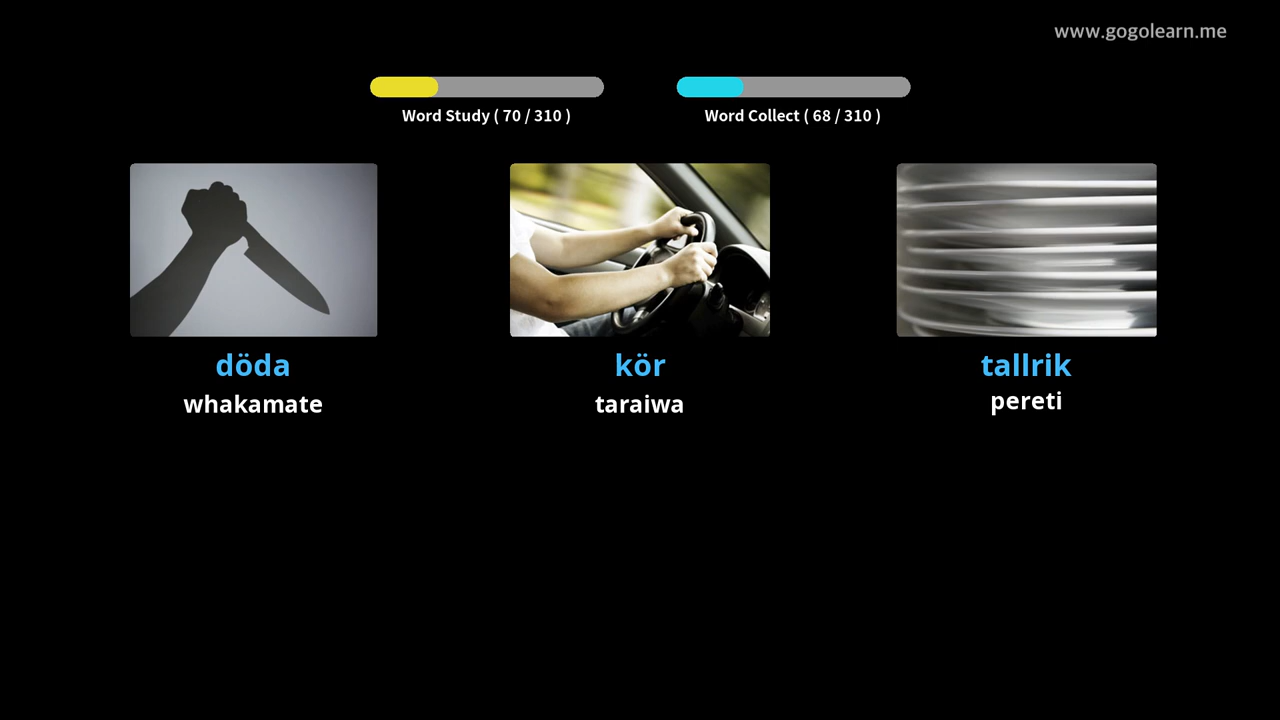 www.gogolearn.me
Word Study ( 70 / 310 )
Word Collect ( 68 / 310 )
döda
kör
tallrik
whakamate
taraiwa
pereti